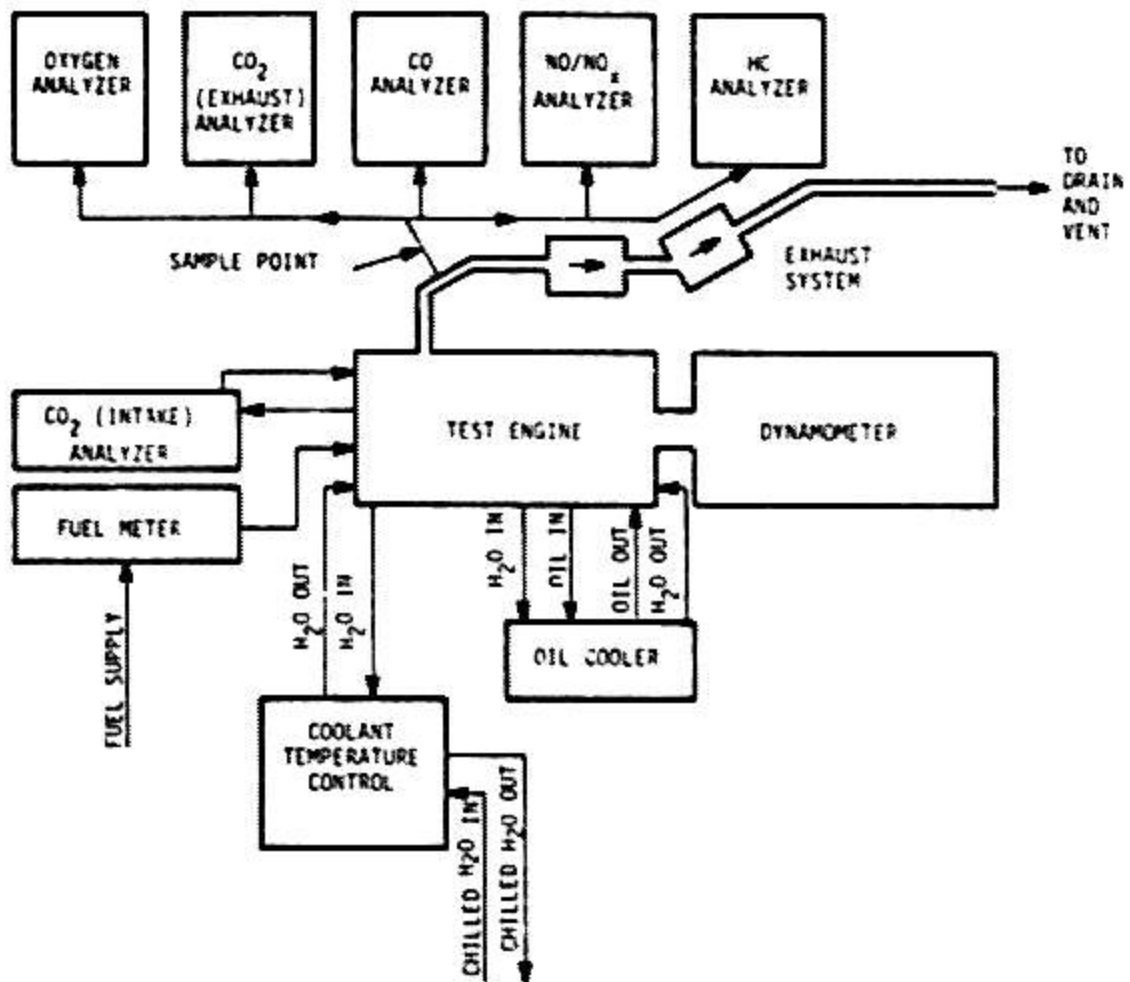 OXYGEN
ANALYZER
CO₂
(EXHAUST)
ANALYZER
CO
ANALYZER
NO/NOₓ
ANALYZER
HC
ANALYZER
TO
DRAIN
AND
VENT
SAMPLE POINT
EXHAUST
SYSTEM
CO₂ (INTAKE)
ANALYZER
TEST ENGINE
DYNAMOMETER
FUEL METER
FUEL SUPPLY
H₂O OUT
H₂O IN
H₂O IN
OIL IN
OIL OUT
H₂O OUT
OIL COOLER
COOLANT
TEMPERATURE
CONTROL
CHILLED H₂O IN
CHILLED H₂O OUT